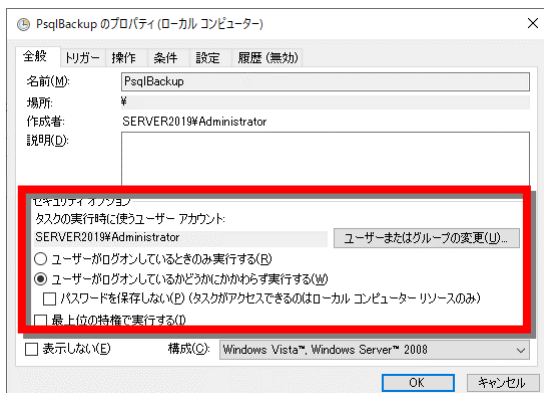 PsqlBackup のプロパティ (ローカル コンピューター)
全般 トリガー 操作 条件 設定 履歴 (無効)
名前(M): PsqlBackup
場所: ¥
作成者: SERVER2019¥Administrator
説明(D):
セキュリティ オプション
タスクの実行時に使うユーザー アカウント:
SERVER2019¥Administrator ユーザーまたはグループの変更(U)...
ユーザーがログオンしているときのみ実行する(R)
ユーザーがログオンしているかどうかにかかわらず実行する(W)
パスワードを保存しない(P) (タスクがアクセスできるのはローカル コンピューター リソースのみ)
最上位の特権で実行する(I)
表示しない(E) 構成(C): Windows Vista™, Windows Server™ 2008
OK キャンセル